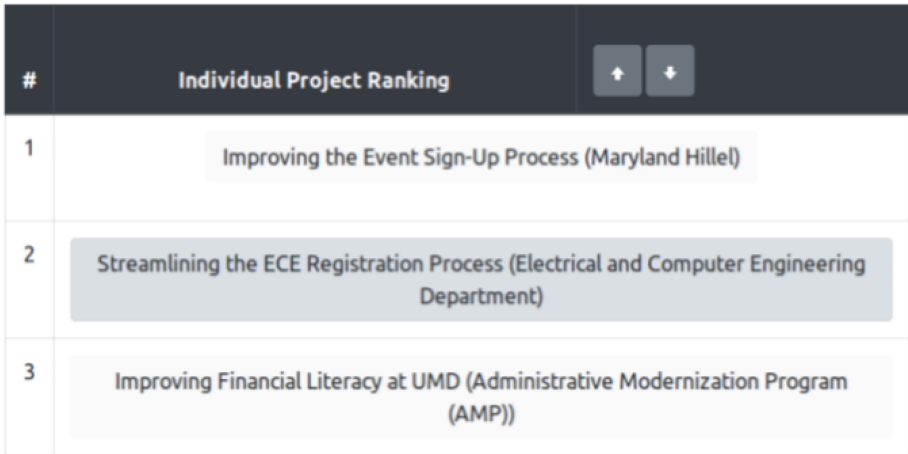 # Individual Project Ranking
1 Improving the Event Sign-Up Process (Maryland Hillel)
2 Streamlining the ECE Registration Process (Electrical and Computer Engineering
Department)
3 Improving Financial Literacy at UMD (Administrative Modernization Program
(AMP))